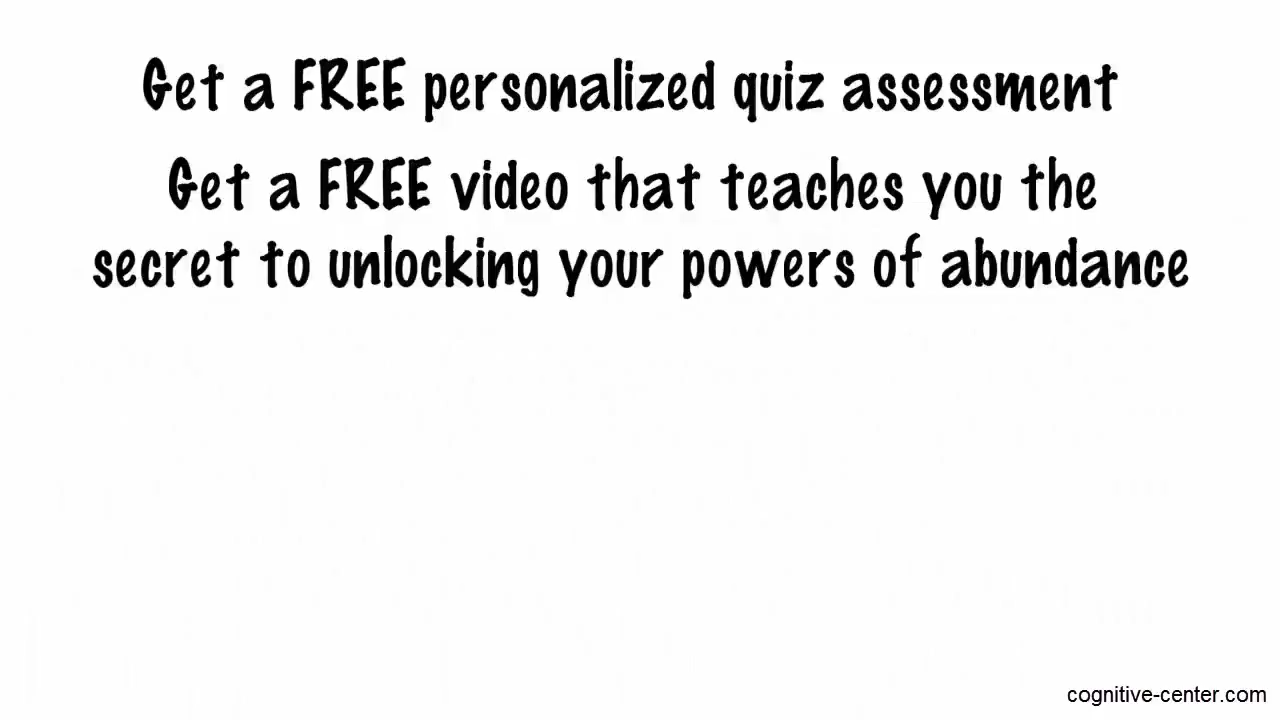 Get a FREE personalized quiz assessment
Get a FREE video that teaches you the
secret to unlocking your powers of abundance
cognitive-center.com